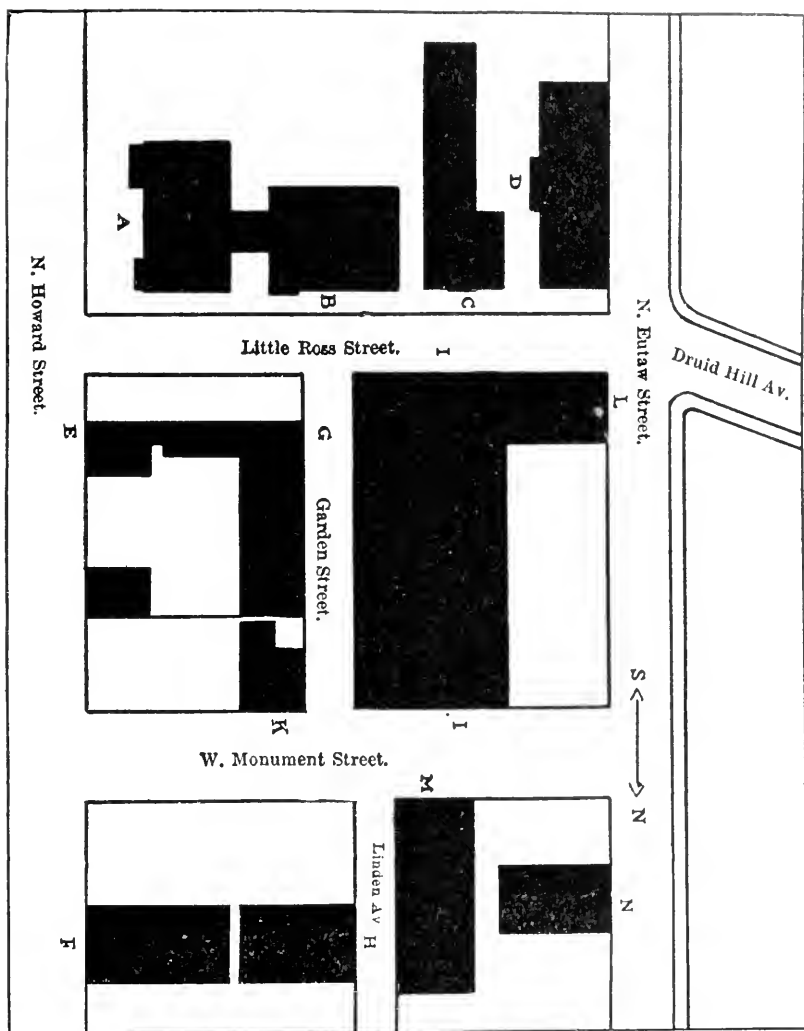 A
B
C
D
N. Howard Street.
N. Eutaw Street.
Druid Hill Av.
Little Ross Street.
I
L
E
G
Garden Street.
S
N
K
I
W. Monument Street.
M
Linden Av
N
F
H